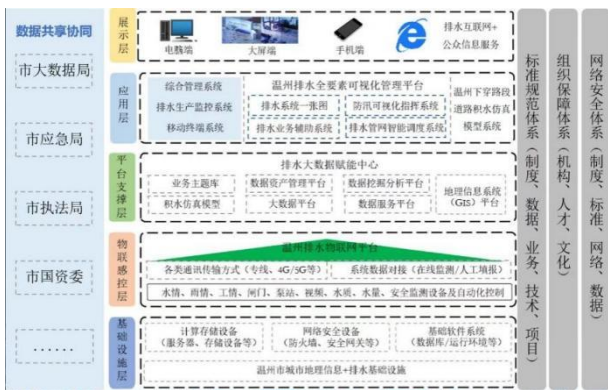 数据共享协同
市大数据局
市应急局
市执法局
市国资委
......
展示层
电脑端
大屏端
手机端
排水互联网+
公众信息服务
应用层
综合管理系统
排水生产监控系统
移动终端系统
温州排水全要素可视化管理平台
排水系统一张图
防汛可视化指挥系统
排水业务辅助系统
排水管网智能调度系统
温州下穿路段
道路积水仿真
模型系统
平台支撑层
排水大数据赋能中心
业务主题库
数据资产管理平台
数据挖掘分析平台
积水仿真模型
大数据平台
数据服务平台
地理信息系统
(GIS)平台
物联感控层
温州排水物联网平台
各类通讯传输方式(专线、4G/5G等)
系统数据对接(在线监测/人工填报)
水情、雨情、工情、闸门、泵站、视频、水质、水量、安全监测设备及自动化控制
基础设施层
计算存储设备
(服务器、存储设备等)
网络安全设备
(防火墙、安全网关等)
基础软件系统
(数据库/运行环境等)
温州市城市地理信息+排水基础设施
标准规范体系(制度、数据、业务、技术、项目)
组织保障体系(机构、人才、文化)
网络安全体系(制度、标准、网络、数据)